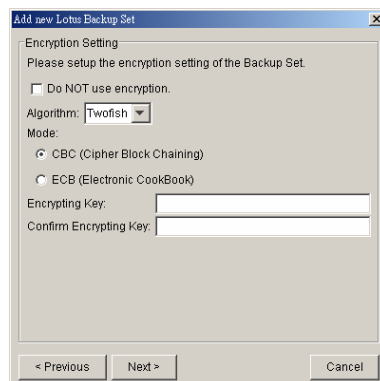 Add new Lotus Backup Set
Encryption Setting
Please setup the encryption setting of the Backup Set.
Do NOT use encryption.
Algorithm: Twofish
Mode:
CBC (Cipher Block Chaining)
ECB (Electronic CookBook)
Encrypting Key:
Confirm Encrypting Key:
< Previous Next > Cancel